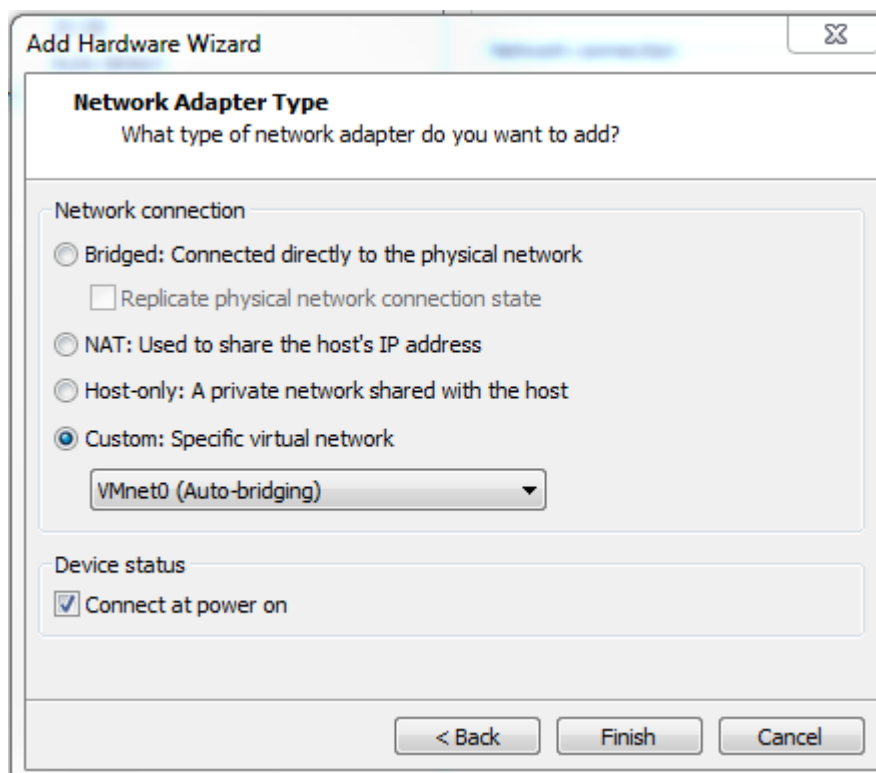 Add Hardware Wizard
Network connection
Network Adapter Type
What type of network adapter do you want to add?
Network connection
Bridged: Connected directly to the physical network
Replicate physical network connection state
NAT: Used to share the host's IP address
Host-only: A private network shared with the host
Custom: Specific virtual network
VMnet0 (Auto-bridging)
Device status
Connect at power on
< Back
Finish
Cancel